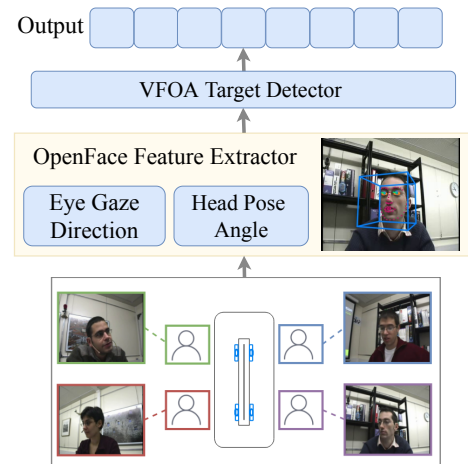 Output
VFOA Target Detector
OpenFace Feature Extractor
Eye Gaze
Direction
Head Pose
Angle